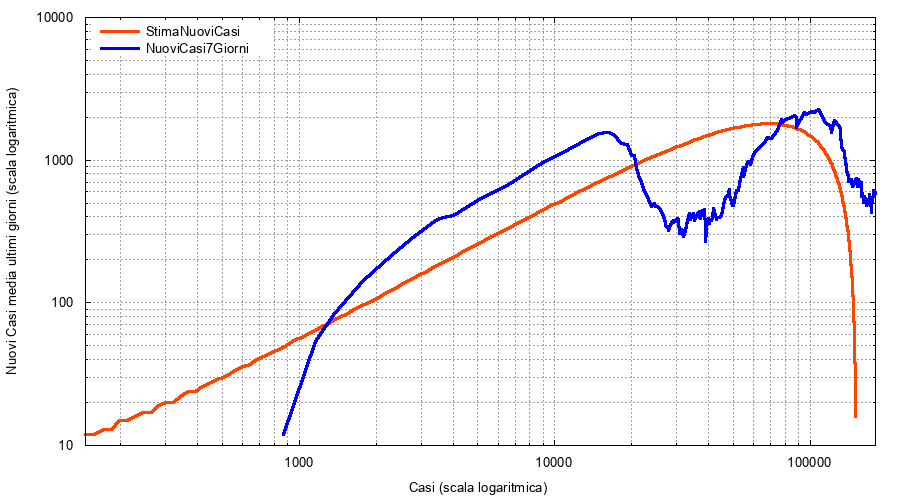 10000
StimaNuoviCasi
NuoviCasi7Giorni
1000
100
10
Nuovi Casi media ultimi giorni (scala logaritmica)
1000
10000
100000
Casi (scala logaritmica)